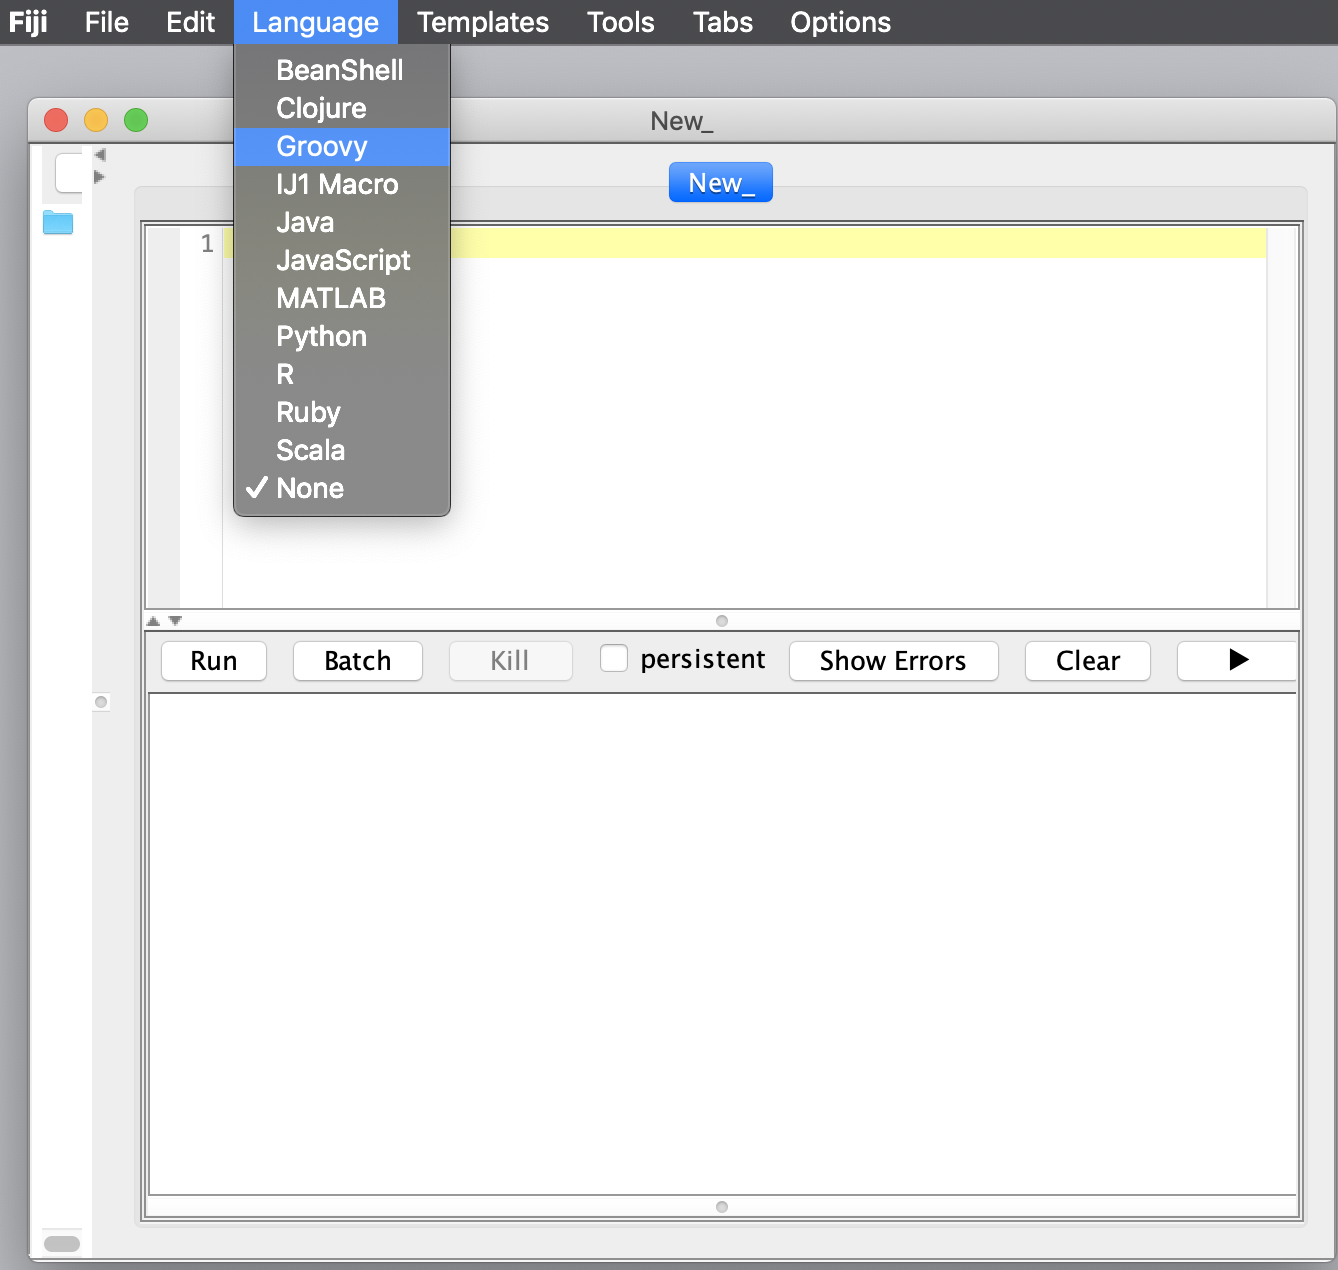 Fiji File Edit Language Templates Tools Tabs Options
BeanShell
Clojure
Groovy
IJ1 Macro
Java
JavaScript
MATLAB
Python
R
Ruby
Scala
✓ None
New_
New_
1
Run Batch Kill persistent Show Errors Clear